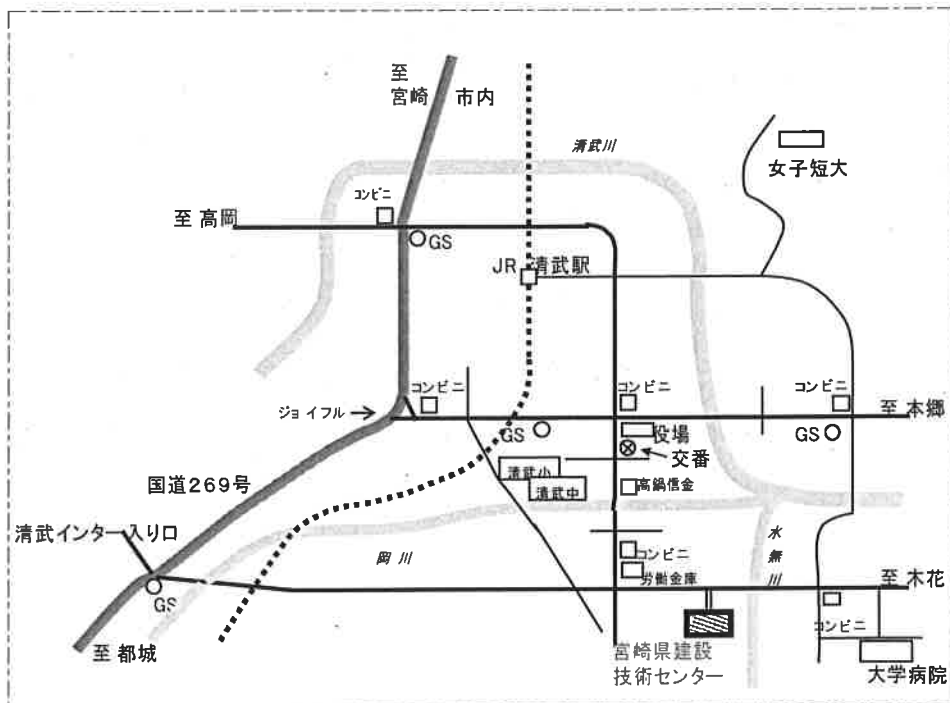 至
宮崎 市内
清武川
女子短大
コンビニ
至 高岡
GS
JR 清武駅
コンビニ
コンビニ
コンビニ
ジョイフル
至 本郷
GS
役場
GS
交番
清武小
清武中
高鍋信金
国道269号
清武インター入り口
岡川
水無川
コンビニ
労働金庫
至 木花
GS
コンビニ
至 都城
宮崎県建設
技術センター
大学病院